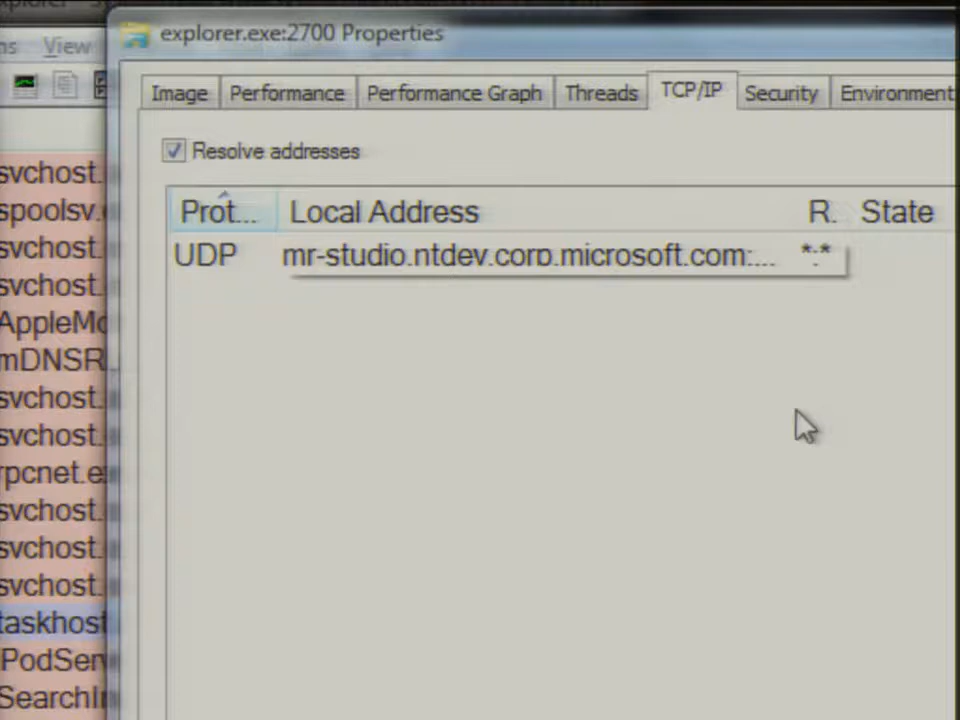 explorer.exe:2700 Properties
View
Image Performance Performance Graph Threads TCP/IP Security Environment
Resolve addresses
Prot... Local Address R. State
UDP mr-studio.ntdev.corp.microsoft.com:... *:*
svchost.
spoolsv.
svchost.
svchost.
AppleMo
mDNSR
svchost.
svchost.
rpcnet.e
svchost.
svchost.
svchost.
taskhost
PodServ
SearchIn